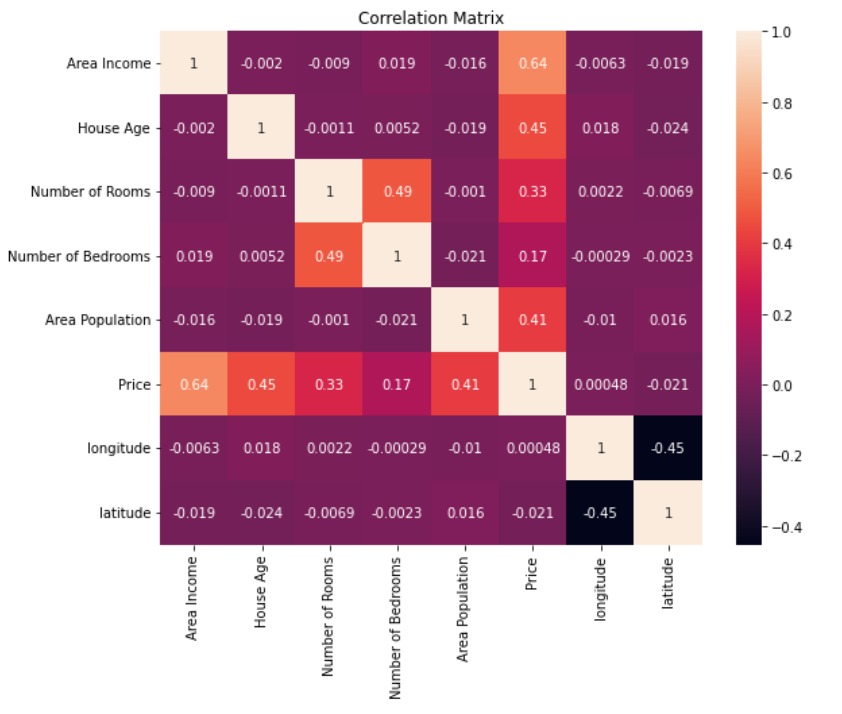 Correlation Matrix
Area Income 1 -0.002 -0.009 0.019 -0.016 0.64 -0.0063 -0.019
House Age -0.002 1 -0.0011 0.0052 -0.019 0.45 0.018 -0.024
Number of Rooms -0.009 -0.0011 1 0.49 -0.001 0.33 0.0022 -0.0069
Number of Bedrooms 0.019 0.0052 0.49 1 -0.021 0.17 -0.00029 -0.0023
Area Population -0.016 -0.019 -0.001 -0.021 1 0.41 -0.01 0.016
Price 0.64 0.45 0.33 0.17 0.41 1 0.00048 -0.021
longitude -0.0063 0.018 0.0022 -0.00029 -0.01 0.00048 1 -0.45
latitude -0.019 -0.024 -0.0069 -0.0023 0.016 -0.021 -0.45 1
Area Income
House Age
Number of Rooms
Number of Bedrooms
Area Population
Price
longitude
latitude
1.0
0.8
0.6
0.4
0.2
0.0
−0.2
−0.4